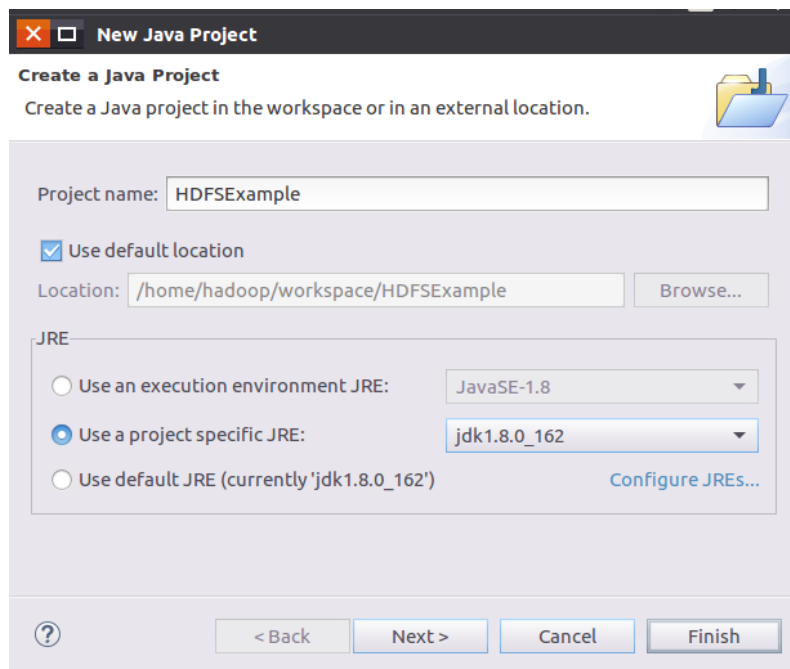 New Java Project
Create a Java Project
Create a Java project in the workspace or in an external location.
Project name: HDFSExample
Use default location
Location: /home/hadoop/workspace/HDFSExample Browse...
JRE
Use an execution environment JRE: JavaSE-1.8
Use a project specific JRE: jdk1.8.0_162
Use default JRE (currently 'jdk1.8.0_162') Configure JREs...
? < Back Next > Cancel Finish